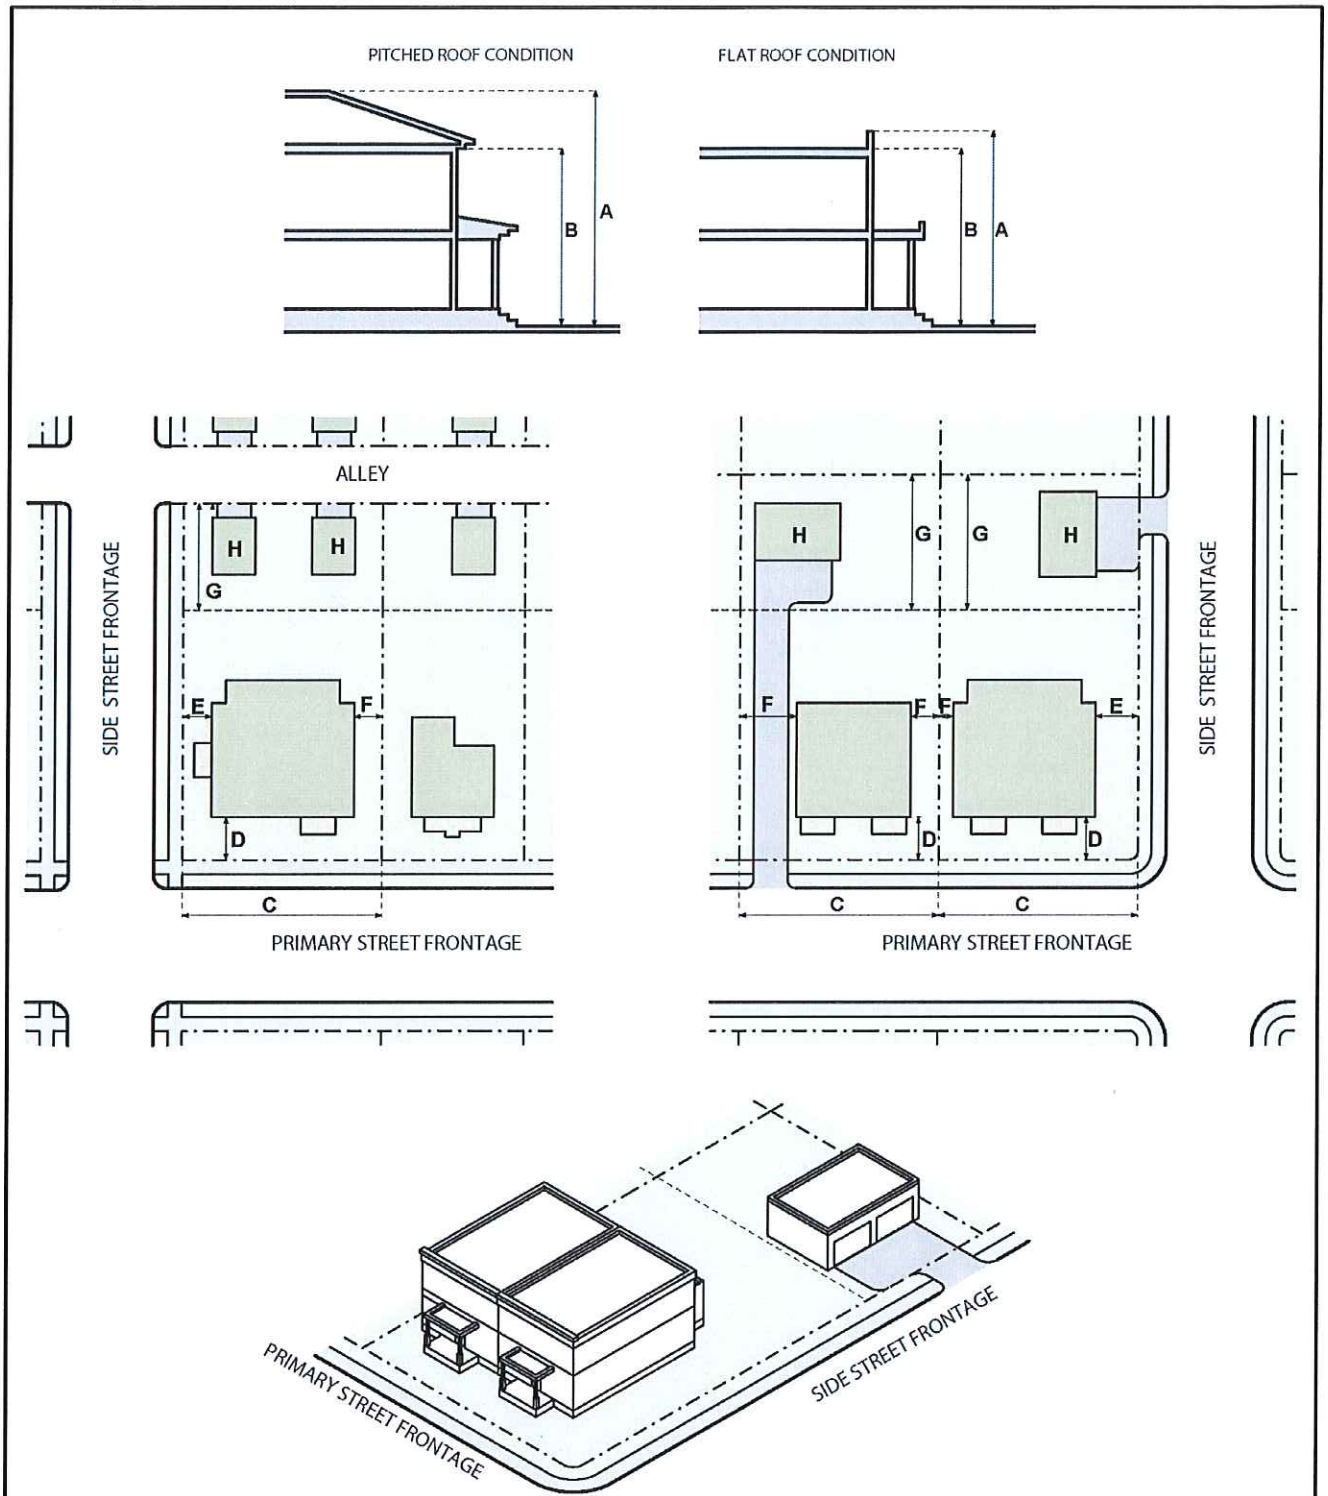 PITCHED ROOF CONDITION
FLAT ROOF CONDITION
A
B
B
A
ALLEY
H
H
G
H
G
G
H
SIDE STREET FRONTAGE
SIDE STREET FRONTAGE
E
F
F
F
F
E
D
D
D
C
C
C
PRIMARY STREET FRONTAGE
PRIMARY STREET FRONTAGE
PRIMARY STREET FRONTAGE
SIDE STREET FRONTAGE